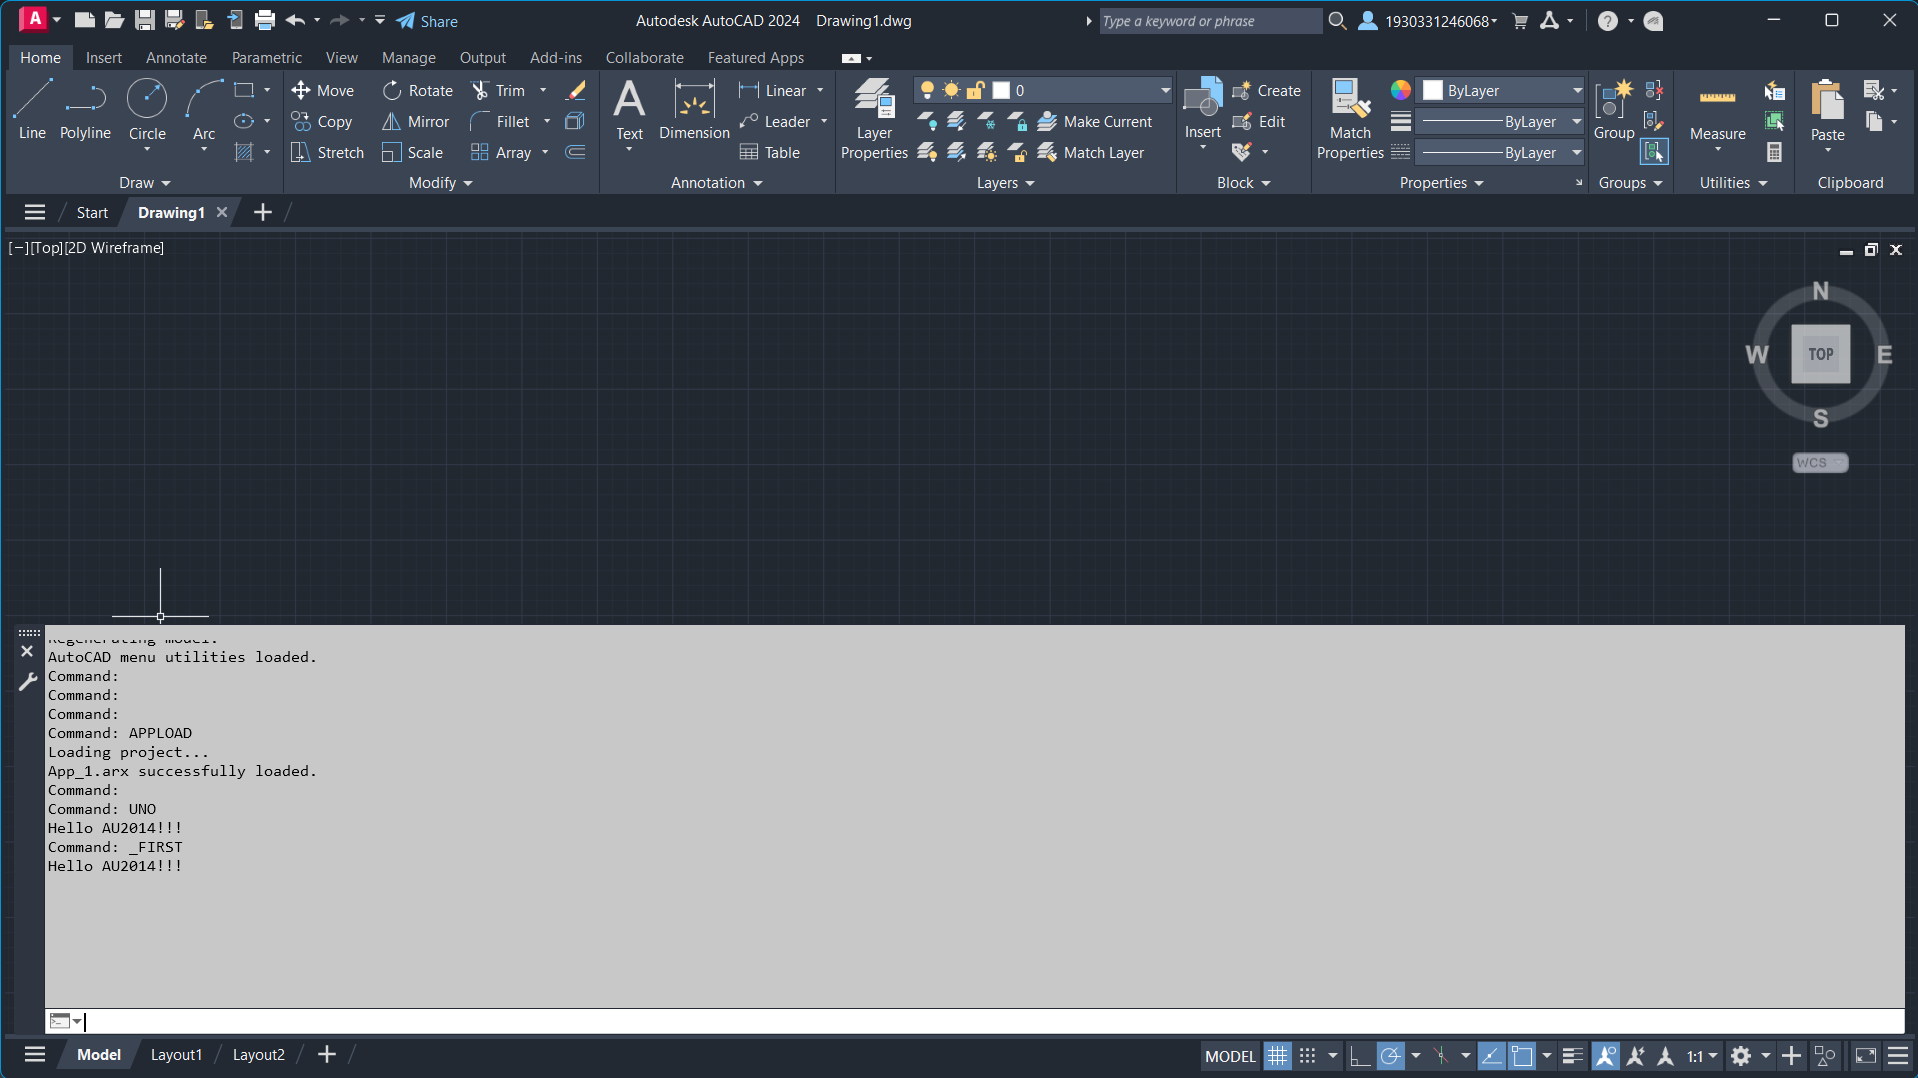 A Share Autodesk AutoCAD 2024 Drawing1.dwg Type a keyword or phrase 1930331246068
Home Insert Annotate Parametric View Manage Output Add-ins Collaborate Featured Apps
Line Polyline Circle Arc
Draw
Move Rotate Trim
Copy Mirror Fillet
Stretch Scale Array
Modify
A Text Dimension
Linear
Leader
Table
Annotation
Layer Properties
0
Make Current
Match Layer
Layers
Insert
Create
Edit
Block
Match Properties
ByLayer
ByLayer
ByLayer
Properties
Group
Groups
Measure
Utilities
Paste
Clipboard
Start Drawing1
[−][Top][2D Wireframe]
N
W TOP E
S
WCS
Regenerating model.
AutoCAD menu utilities loaded.
Command:
Command:
Command:
Command: APPLOAD
Loading project...
App_1.arx successfully loaded.
Command:
Command: UNO
Hello AU2014!!!
Command: _FIRST
Hello AU2014!!!
Model Layout1 Layout2 MODEL 1:1